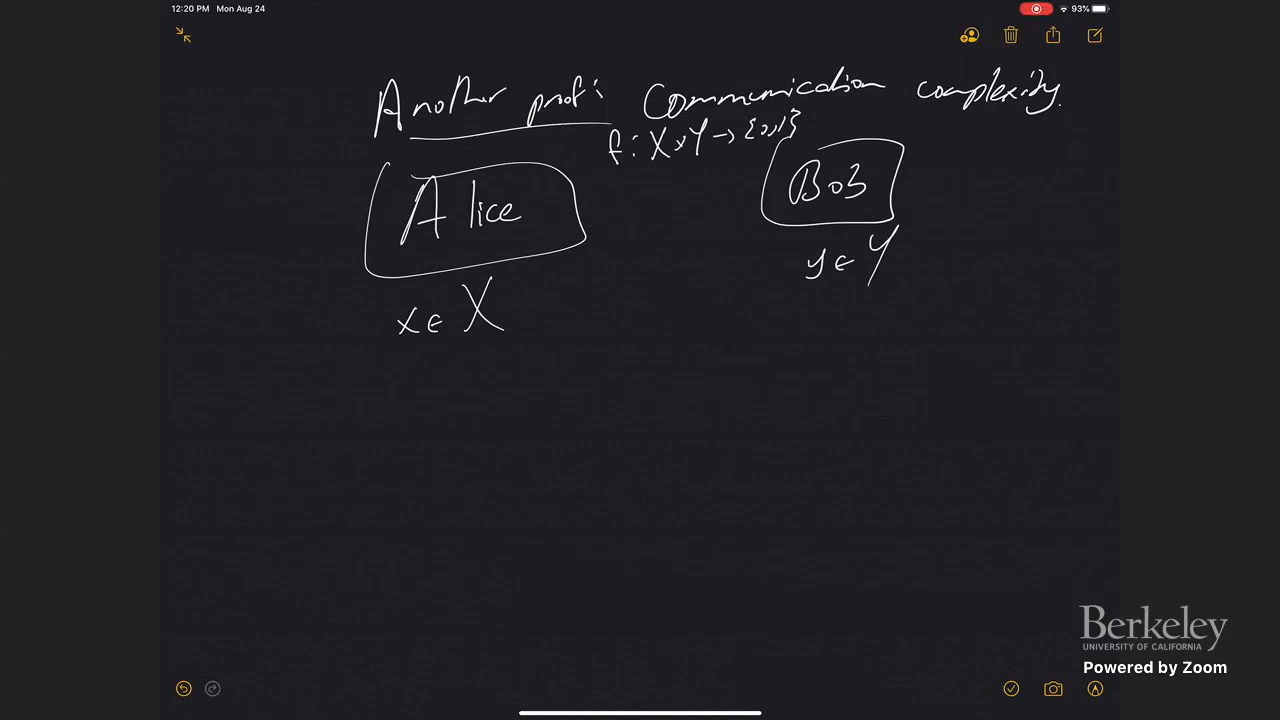 12:20 PM Mon Aug 24
93%
Another proof: Communication complexity.
f: X x Y → {0,1}
Alice
Bob
y ∈ Y
x ∈ X
Berkeley
UNIVERSITY OF CALIFORNIA
Powered by Zoom